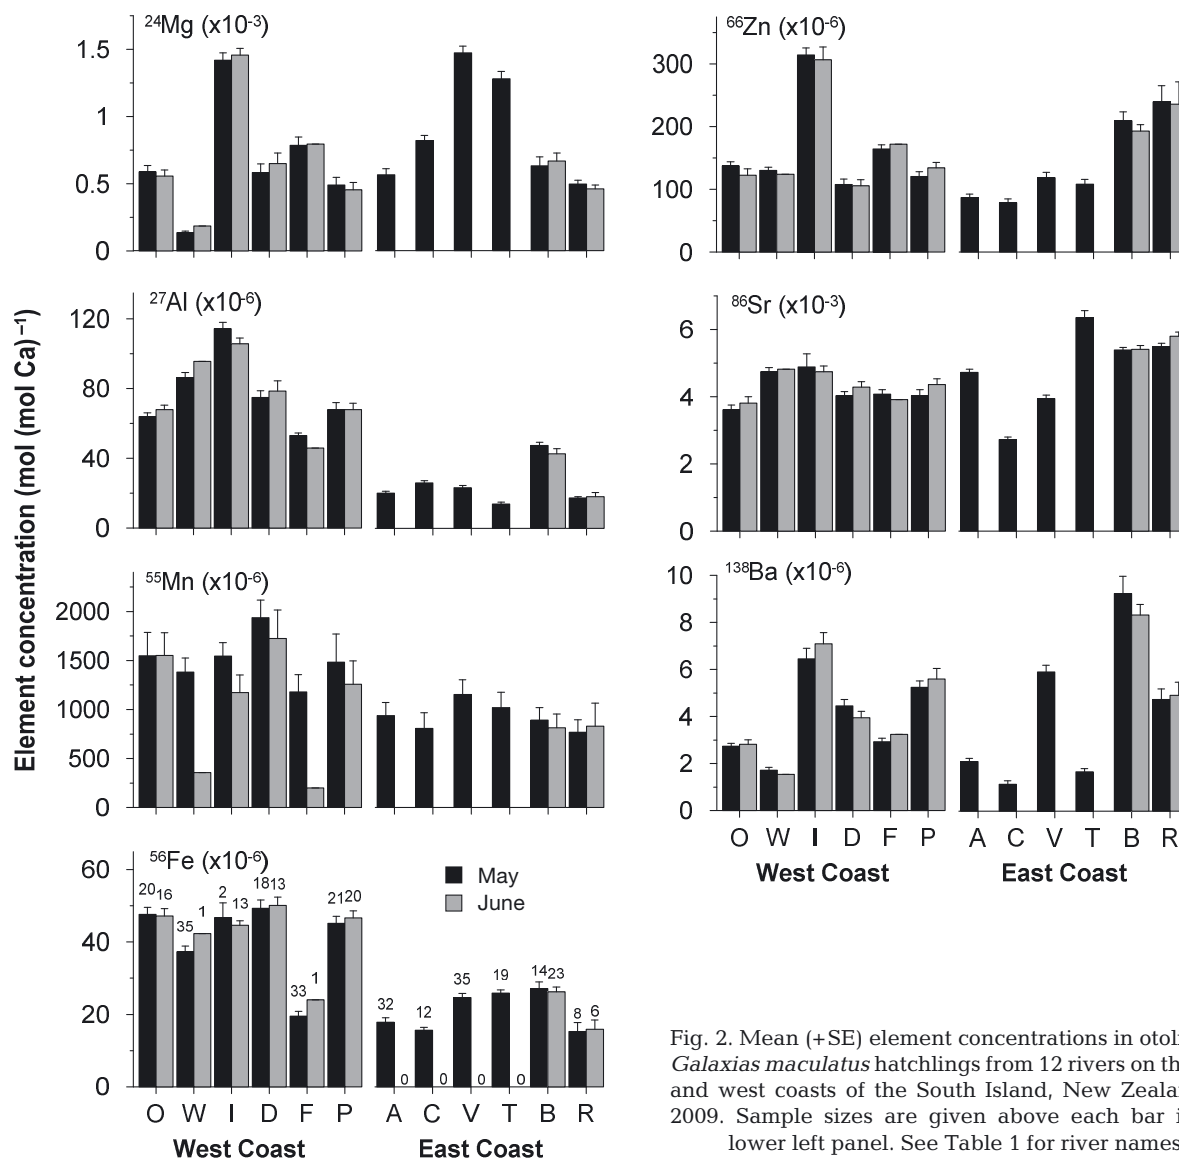 ²⁴Mg (x10⁻³)
1.5
1
0.5
0
²⁷Al (x10⁻⁶)
120
80
40
0
⁵⁵Mn (x10⁻⁶)
2000
1500
1000
500
0
⁵⁶Fe (x10⁻⁶)
60
40
20
0
20 16 35 1 2 13 18 13 33 1 21 20
32 0 12 0 35 0 19 0 14 23 8 6
May
June
O W I D F P A C V T B R
West Coast East Coast
Element concentration (mol (mol Ca)⁻¹)
⁶⁶Zn (x10⁻⁶)
300
200
100
0
⁸⁶Sr (x10⁻³)
6
4
2
0
¹³⁸Ba (x10⁻⁶)
10
8
6
4
2
0
O W I D F P A C V T B R
West Coast East Coast
Fig. 2. Mean (+SE) element concentrations in
Galaxias maculatus hatchlings from 12 rivers on
and west coasts of the South Island, New
2009. Sample sizes are given above each bar
lower left panel. See Table 1 for river names